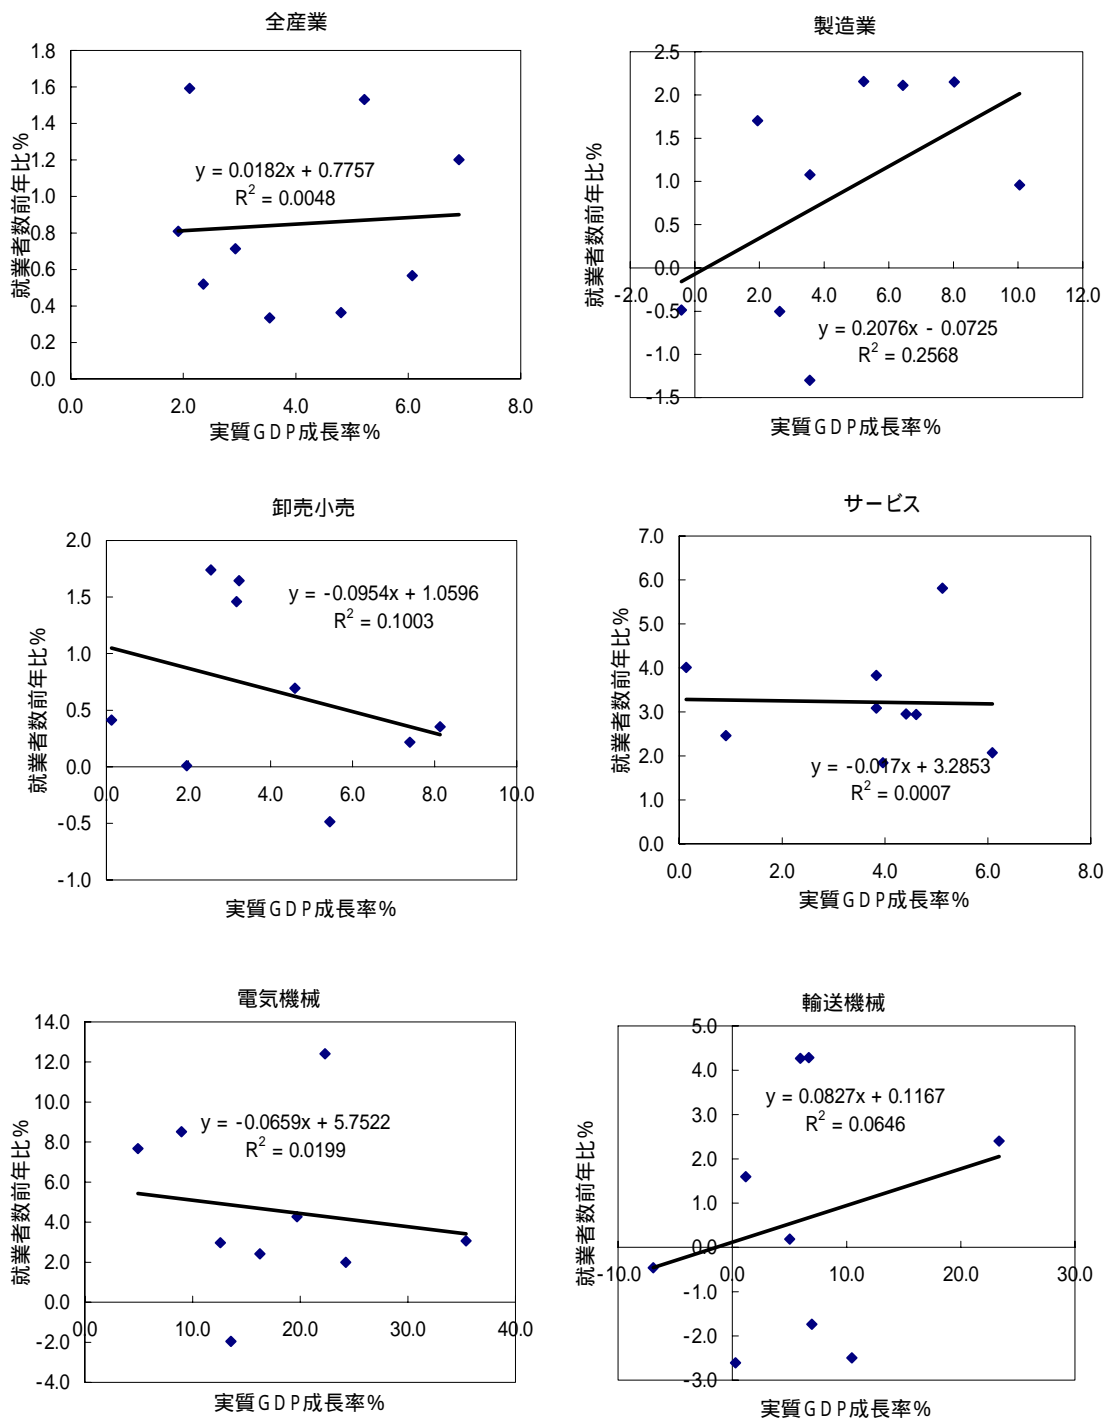 全産業
1.8
1.6
1.4
1.2
1.0
0.8
0.6
0.4
0.2
0.0
就業者数前年比%
y = 0.0182x + 0.7757
R² = 0.0048
0.0 2.0 4.0 6.0 8.0
実質GDP成長率%
製造業
2.5
2.0
1.5
1.0
0.5
0.0
-0.5
-1.0
-1.5
就業者数前年比%
-2.0 0.0 2.0 4.0 6.0 8.0 10.0 12.0
y = 0.2076x - 0.0725
R² = 0.2568
実質GDP成長率%
卸売小売
2.0
1.5
1.0
0.5
0.0
-0.5
-1.0
就業者数前年比%
y = -0.0954x + 1.0596
R² = 0.1003
0.0 2.0 4.0 6.0 8.0 10.0
実質GDP成長率%
サービス
7.0
6.0
5.0
4.0
3.0
2.0
1.0
0.0
就業者数前年比%
y = -0.017x + 3.2853
R² = 0.0007
0.0 2.0 4.0 6.0 8.0
実質GDP成長率%
電気機械
14.0
12.0
10.0
8.0
6.0
4.0
2.0
0.0
-2.0
-4.0
就業者数前年比%
y = -0.0659x + 5.7522
R² = 0.0199
10.0 20.0 30.0 40.0
実質GDP成長率%
輸送機械
5.0
4.0
3.0
2.0
1.0
0.0
-1.0
-2.0
-3.0
就業者数前年比%
y = 0.0827x + 0.1167
R² = 0.0646
-10.0 0.0 10.0 20.0 30.0
実質GDP成長率%